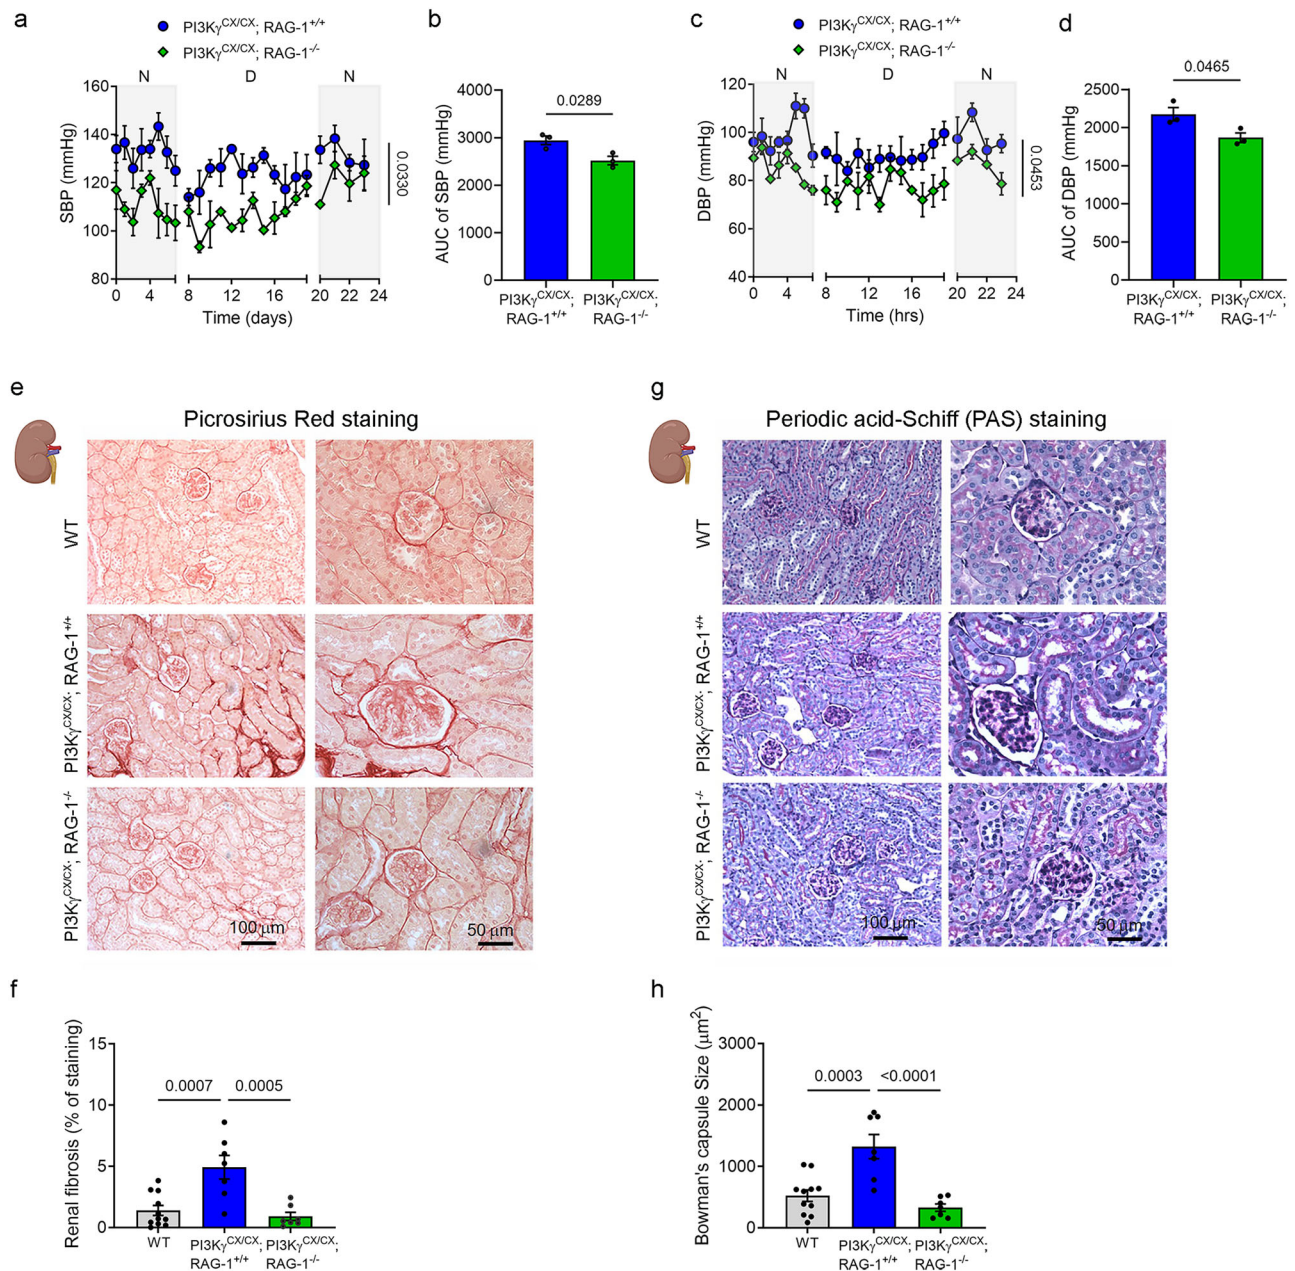 a
PI3Kγ^CX/CX; RAG-1^+/+
PI3Kγ^CX/CX; RAG-1^-/-
N
D
N
160
140
120
100
80
SBP (mmHg)
0
4
8
12
16
20
22
24
Time (days)
0.0330
b
0.0289
4000
3000
2000
1000
0
AUC of SBP (mmHg)
PI3Kγ^CX/CX;
RAG-1^+/+
PI3Kγ^CX/CX;
RAG-1^-/-
c
PI3Kγ^CX/CX; RAG-1^+/+
PI3Kγ^CX/CX; RAG-1^-/-
N
D
N
120
100
80
60
40
DBP (mmHg)
0
4
8
12
16
20
22
24
Time (hrs)
0.0453
d
0.0465
2500
2000
1500
1000
500
0
AUC of DBP (mmHg)
PI3Kγ^CX/CX;
RAG-1^+/+
PI3Kγ^CX/CX;
RAG-1^-/-
e
Picrosirius Red staining
WT
PI3Kγ^CX/CX; RAG-1^+/+
PI3Kγ^CX/CX; RAG-1^-/-
100 μm
50 μm
g
Periodic acid-Schiff (PAS) staining
WT
PI3Kγ^CX/CX; RAG-1^+/+
PI3Kγ^CX/CX; RAG-1^-/-
100 μm
50 μm
f
15
10
5
0
Renal fibrosis (% of staining)
0.0007
0.0005
WT
PI3Kγ^CX/CX;
RAG-1^+/+
PI3Kγ^CX/CX;
RAG-1^-/-
h
3000
2000
1000
0
Bowman's capsule Size (μm²)
0.0003
<0.0001
WT
PI3Kγ^CX/CX;
RAG-1^+/+
PI3Kγ^CX/CX;
RAG-1^-/-